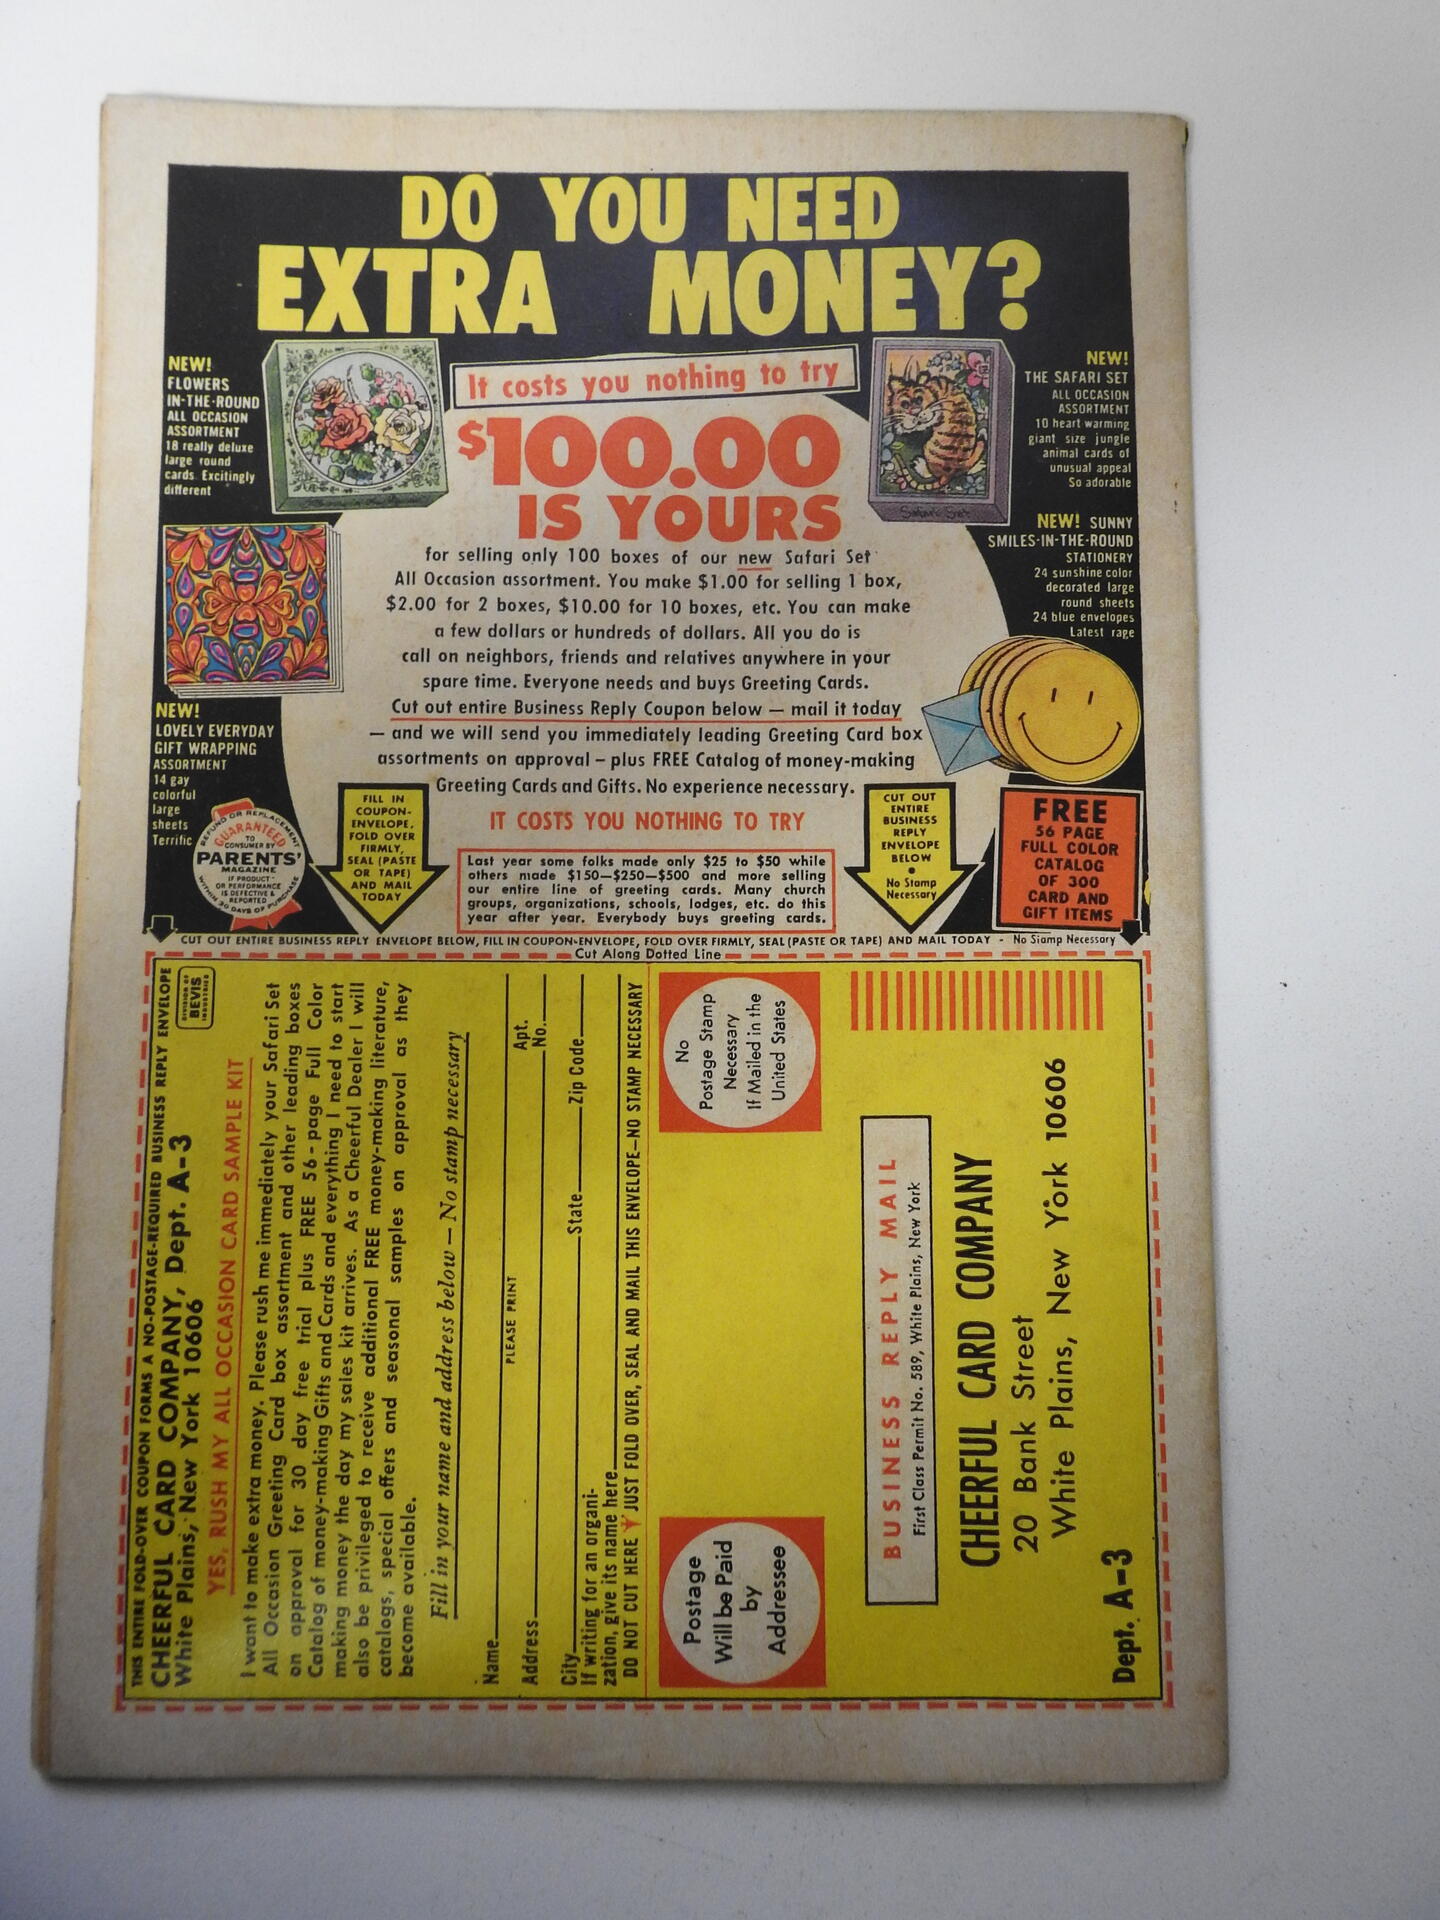 DO YOU NEED
EXTRA MONEY?
NEW!
FLOWERS
IN-THE-ROUND
ALL OCCASION
ASSORTMENT
18 really deluxe
large round
cards. Excitingly
different
It costs you nothing to try
$100.00
IS YOURS
for selling only 100 boxes of our new Safari Set
All Occasion assortment. You make $1.00 for selling 1 box,
$2.00 for 2 boxes, $10.00 for 10 boxes, etc. You can make
a few dollars or hundreds of dollars. All you do is
call on neighbors, friends and relatives anywhere in your
spare time. Everyone needs and buys Greeting Cards.
Cut out entire Business Reply Coupon below — mail it today
— and we will send you immediately leading Greeting Card box
assortments on approval – plus FREE Catalog of money-making
Greeting Cards and Gifts. No experience necessary.
IT COSTS YOU NOTHING TO TRY
Last year some folks made only $25 to $50 while
others made $150—$250—$500 and more selling
our entire line of greeting cards. Many church
groups, organizations, schools, lodges, etc. do this
year after year. Everybody buys greeting cards.
Safari Set
NEW!
THE SAFARI SET
ALL OCCASION
ASSORTMENT
10 heart warming
giant size jungle
animal cards of
unusual appeal
So adorable
NEW! SUNNY
SMILES-IN-THE-ROUND
STATIONERY
24 sunshine color
decorated large
round sheets
24 blue envelopes
Latest rage
NEW!
LOVELY EVERYDAY
GIFT WRAPPING
ASSORTMENT
14 gay
colorful
large
sheets
Terrific
REFUND OR REPLACEMENT
GUARANTEED
TO
CONSUMER BY
PARENTS'
MAGAZINE
IF PRODUCT
OR PERFORMANCE
IS DEFECTIVE &
REPORTED
WITHIN 30 DAYS OF PURCHASE
FILL IN
COUPON-
ENVELOPE,
FOLD OVER
FIRMLY,
SEAL (PASTE
OR TAPE)
AND MAIL
TODAY
CUT OUT
ENTIRE
BUSINESS
REPLY
ENVELOPE
BELOW
•
No Stamp
Necessary
FREE
56 PAGE
FULL COLOR
CATALOG
OF 300
CARD AND
GIFT ITEMS
CUT OUT ENTIRE BUSINESS REPLY ENVELOPE BELOW, FILL IN COUPON-ENVELOPE, FOLD OVER FIRMLY, SEAL (PASTE OR TAPE) AND MAIL TODAY - No Stamp Necessary
Cut Along Dotted Line
THIS ENTIRE FOLD-OVER COUPON FORMS A NO-POSTAGE-REQUIRED BUSINESS REPLY ENVELOPE
CHEERFUL CARD COMPANY, Dept. A-3
White Plains, New York 10606
DIVISION OF
BEVIS
INDUSTRIES
YES, RUSH MY ALL OCCASION CARD SAMPLE KIT
I want to make extra money. Please rush me immediately your Safari Set
All Occasion Greeting Card box assortment and other leading boxes
on approval for 30 day free trial plus FREE 56-page Full Color
Catalog of money-making Gifts and Cards and everything I need to start
making money the day my sales kit arrives. As a Cheerful Dealer I will
also be privileged to receive additional FREE money-making literature,
catalogs, special offers and seasonal samples on approval as they
become available.
Fill in your name and address below — No stamp necessary
Name
PLEASE PRINT
Address
Apt.
No.
City
State
Zip Code
If writing for an organi-
zation, give its name here
DO NOT CUT HERE JUST FOLD OVER, SEAL AND MAIL THIS ENVELOPE—NO STAMP NECESSARY
Postage
Will be Paid
by
Addressee
No
Postage Stamp
Necessary
If Mailed in the
United States
BUSINESS REPLY MAIL
First Class Permit No. 589, White Plains, New York
CHEERFUL CARD COMPANY
20 Bank Street
White Plains, New York 10606
Dept. A-3